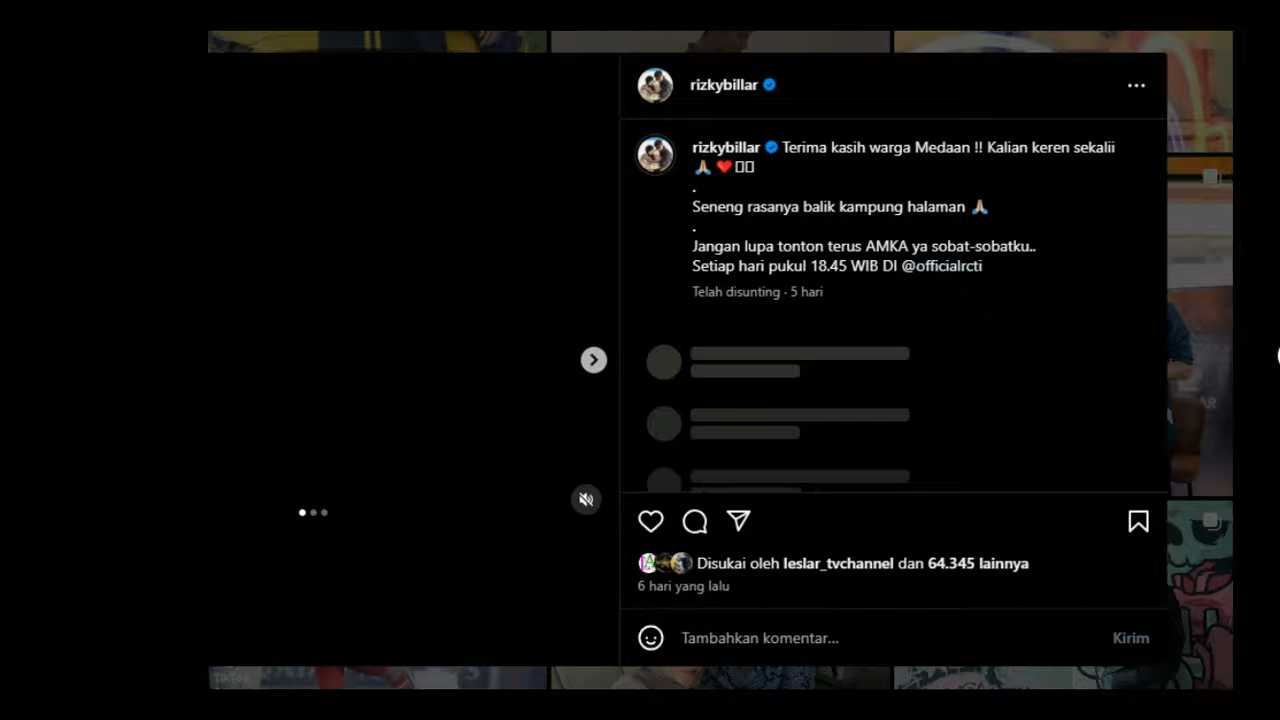 rizkybillar
rizkybillar Terima kasih warga Medaan !! Kalian keren sekalii
🙏🏼 ❤️
.
Seneng rasanya balik kampung halaman 🙏🏼
.
Jangan lupa tonton terus AMKA ya sobat-sobatku..
Setiap hari pukul 18.45 WIB DI @officialrcti
Telah disunting · 5 hari
Disukai oleh leslar_tvchannel dan 64.345 lainnya
6 hari yang lalu
Tambahkan komentar...
Kirim
TikTok